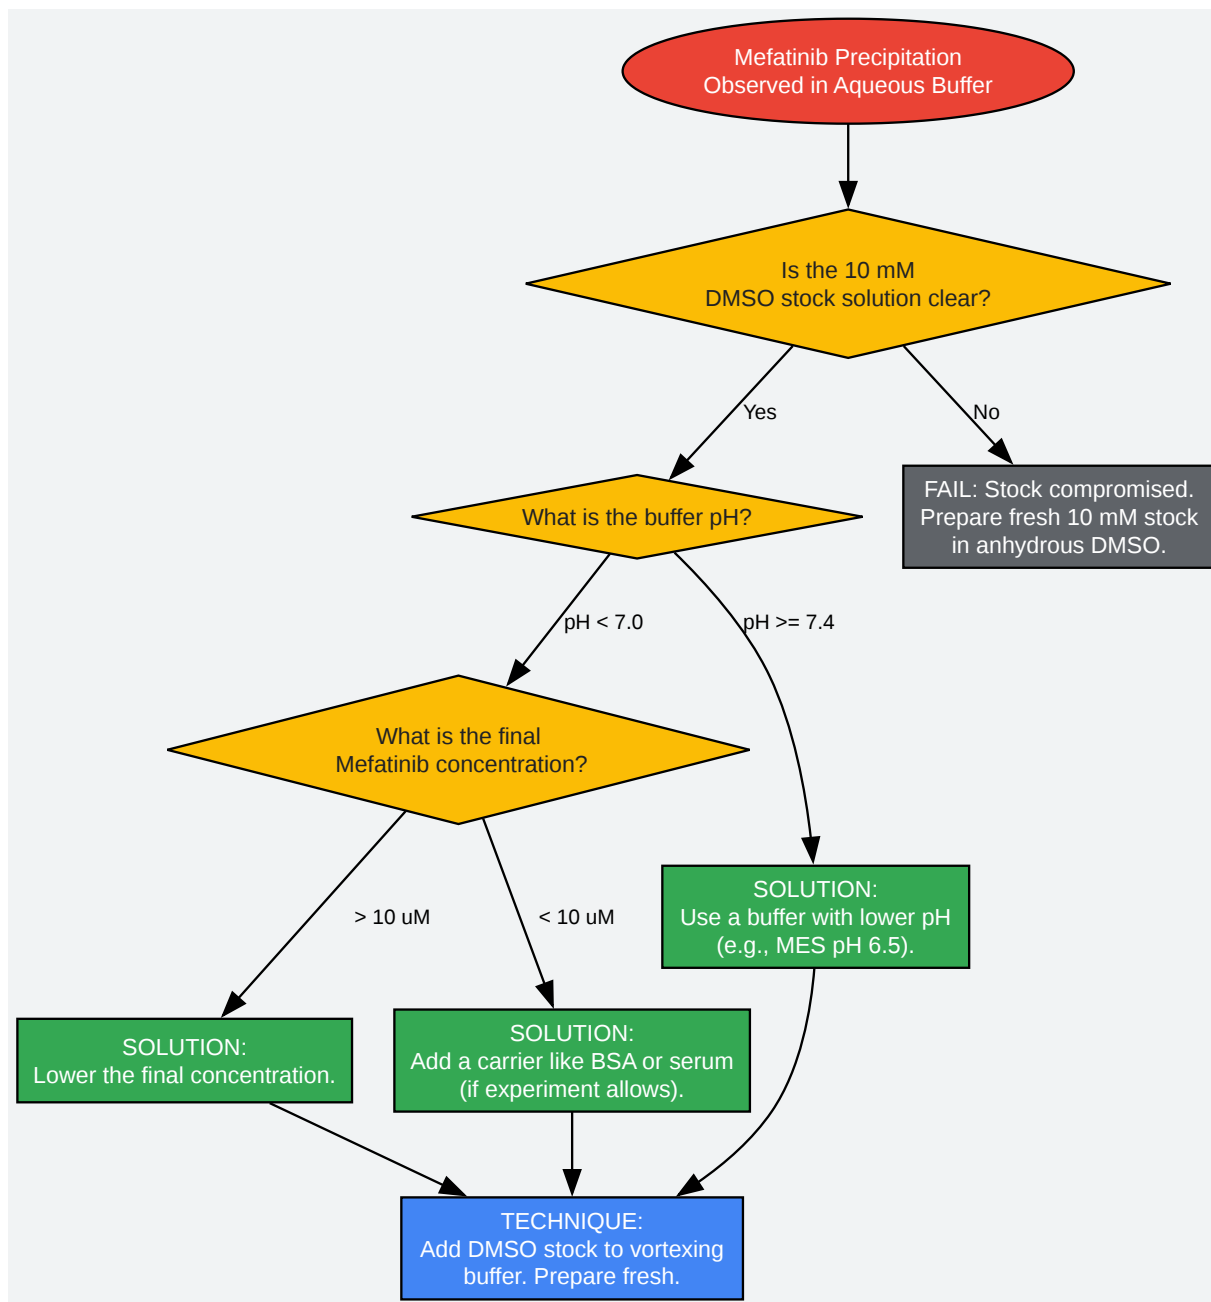 Mefatinib Precipitation
Observed in Aqueous Buffer
Is the 10 mM
DMSO stock solution clear?
Yes
No
What is the buffer pH?
FAIL: Stock compromised.
Prepare fresh 10 mM stock
in anhydrous DMSO.
pH < 7.0
pH >= 7.4
What is the final
Mefatinib concentration?
> 10 uM
< 10 uM
SOLUTION:
Use a buffer with lower pH
(e.g., MES pH 6.5).
SOLUTION:
Lower the final concentration.
SOLUTION:
Add a carrier like BSA or serum
(if experiment allows).
TECHNIQUE:
Add DMSO stock to vortexing
buffer. Prepare fresh.